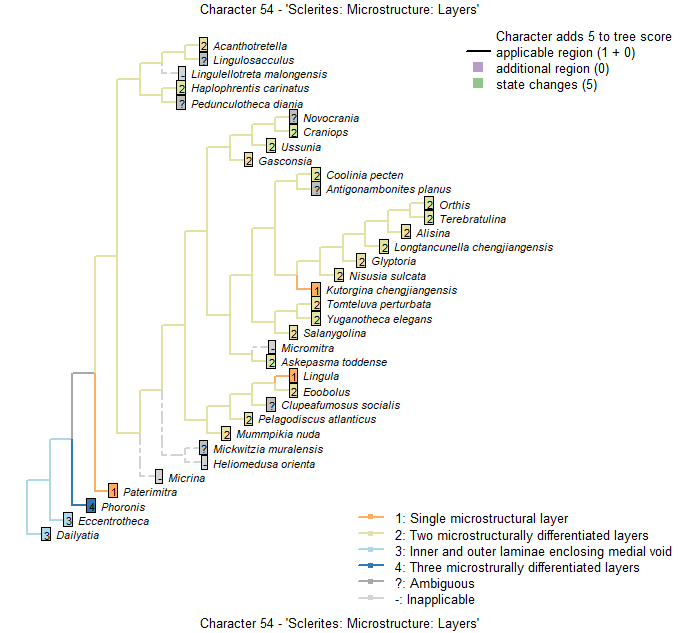 Character 54 - 'Sclerites: Microstructure: Layers'
Character adds 5 to tree score
applicable region (1 + 0)
additional region (0)
state changes (5)
2 Acanthotretella
? Lingulosacculus
- Lingulellotreta malongensis
2 Haplophrentis carinatus
? Pedunculotheca diania
? Novocrania
2 Craniops
2 Ussunia
2 Gasconsia
2 Coolinia pecten
? Antigonambonites planus
2 Orthis
2 Terebratulina
2 Alisina
2 Longtancunella chengjiangensis
2 Glyptoria
2 Nisusia sulcata
1 Kutorgina chengjiangensis
2 Tomteluva perturbata
2 Yuganotheca elegans
2 Salanygolina
- Micromitra
2 Askepasma toddense
1 Lingula
2 Eoobolus
? Clupeafumosus socialis
2 Pelagodiscus atlanticus
2 Mummpikia nuda
? Mickwitzia muralensis
- Heliomedusa orienta
- Micrina
1 Paterimitra
4 Phoronis
3 Eccentrotheca
3 Dailyatia
1: Single microstructural layer
2: Two microstructurally differentiated layers
3: Inner and outer laminae enclosing medial void
4: Three microstrurally differentiated layers
?: Ambiguous
-: Inapplicable
Character 54 - 'Sclerites: Microstructure: Layers'